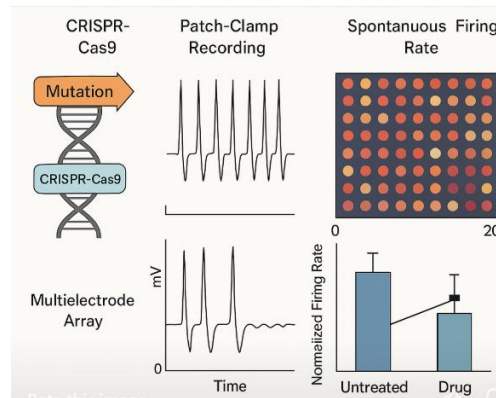 CRISPR-
Cas9
Patch-Clamp
Recording
Spontanuous Firing
Rate
Mutation
CRISPR-Cas9
0
20
Multielectrode
Array
mV
0
Time
Normalized Firing Rate
Untreated
Drug